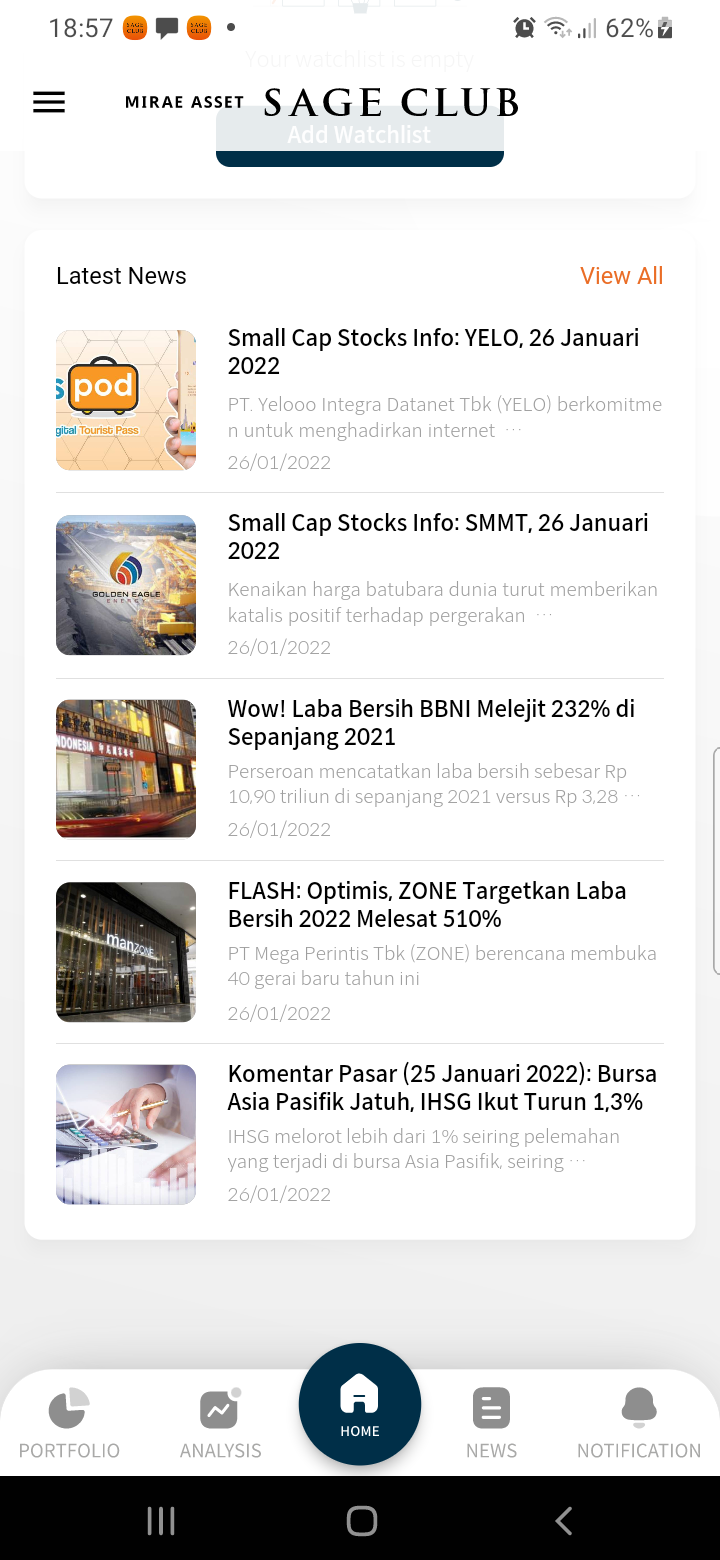 18:57
SAGE CLUB
SAGE CLUB
62%
Your watchlist is empty
MIRAE ASSET SAGE CLUB
Add Watchlist
Latest News
View All
s pod
gital Tourist Pass
Small Cap Stocks Info: YELO, 26 Januari
2022
PT. Yelooo Integra Datanet Tbk (YELO) berkomitme
n untuk menghadirkan internet ...
26/01/2022
GOLDEN EAGLE
ENERGY
Small Cap Stocks Info: SMMT, 26 Januari
2022
Kenaikan harga batubara dunia turut memberikan
katalis positif terhadap pergerakan ...
26/01/2022
NDONESIA
Wow! Laba Bersih BBNI Melejit 232% di
Sepanjang 2021
Perseroan mencatatkan laba bersih sebesar Rp
10,90 triliun di sepanjang 2021 versus Rp 3,28 ...
26/01/2022
manzone
FLASH: Optimis, ZONE Targetkan Laba
Bersih 2022 Melesat 510%
PT Mega Perintis Tbk (ZONE) berencana membuka
40 gerai baru tahun ini
26/01/2022
Komentar Pasar (25 Januari 2022): Bursa
Asia Pasifik Jatuh, IHSG Ikut Turun 1,3%
IHSG melorot lebih dari 1% seiring pelemahan
yang terjadi di bursa Asia Pasifik, seiring ...
26/01/2022
PORTFOLIO
ANALYSIS
HOME
NEWS
NOTIFICATION